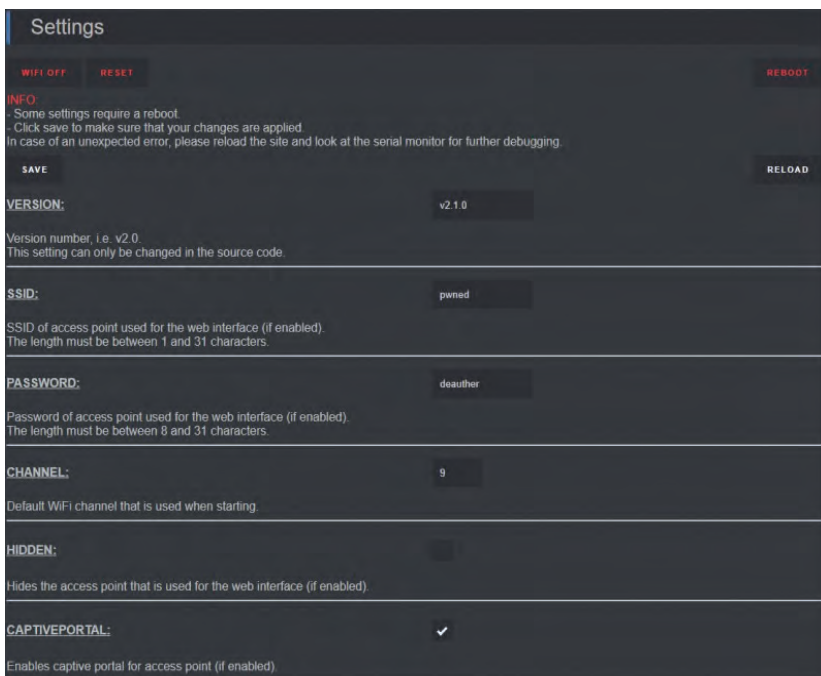 Settings
WIFI OFF RESET REBOOT
INFO:
- Some settings require a reboot.
- Click save to make sure that your changes are applied.
In case of an unexpected error, please reload the site and look at the serial monitor for further debugging.
SAVE RELOAD
VERSION: v2.1.0
Version number, i.e. v2.0.
This setting can only be changed in the source code.
SSID: pwned
SSID of access point used for the web interface (if enabled).
The length must be between 1 and 31 characters.
PASSWORD: deauther
Password of access point used for the web interface (if enabled).
The length must be between 8 and 31 characters.
CHANNEL: 9
Default WiFi channel that is used when starting.
HIDDEN:
Hides the access point that is used for the web interface (if enabled).
CAPTIVEPORTAL:
Enables captive portal for access point (if enabled).